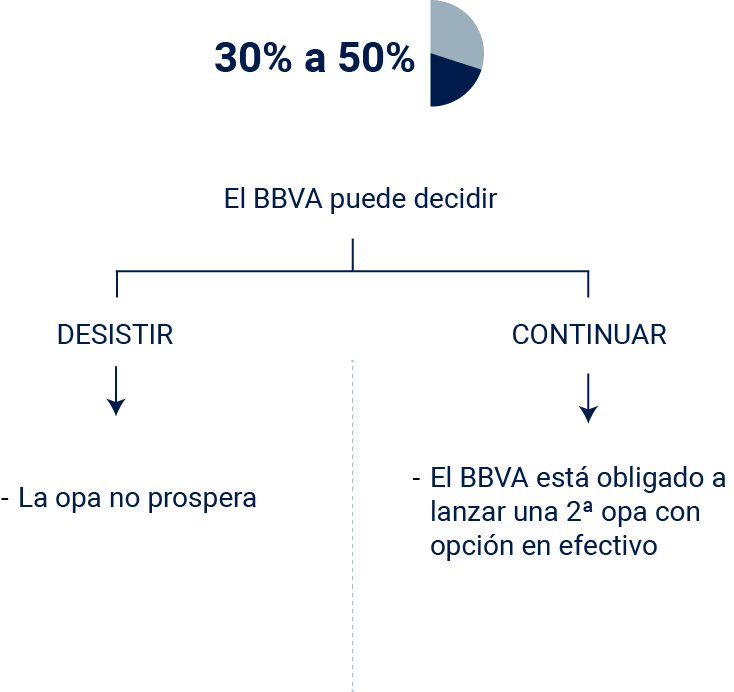 30% a 50%
El BBVA puede decidir
DESISTIR
CONTINUAR
- La opa no prospera
- El BBVA está obligado a
lanzar una 2ª opa con
opción en efectivo